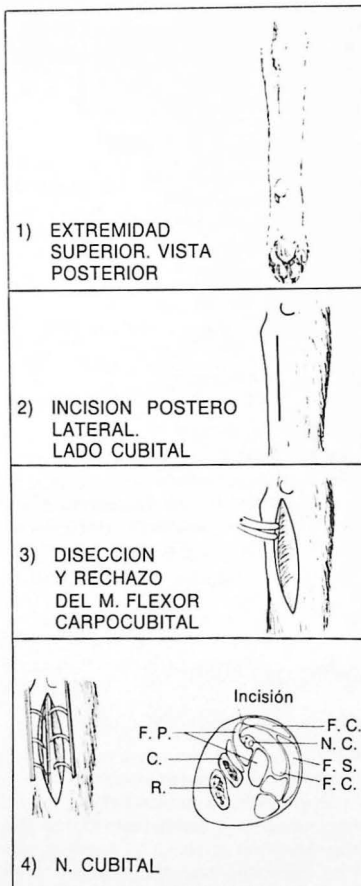 1) EXTREMIDAD
SUPERIOR. VISTA
POSTERIOR
2) INCISION POSTERO
LATERAL.
LADO CUBITAL
3) DISECCION
Y RECHAZO
DEL M. FLEXOR
CARPOCUBITAL
Incisión
F. P.
C.
R.
F. C.
N. C.
F. S.
F. C.
4) N. CUBITAL